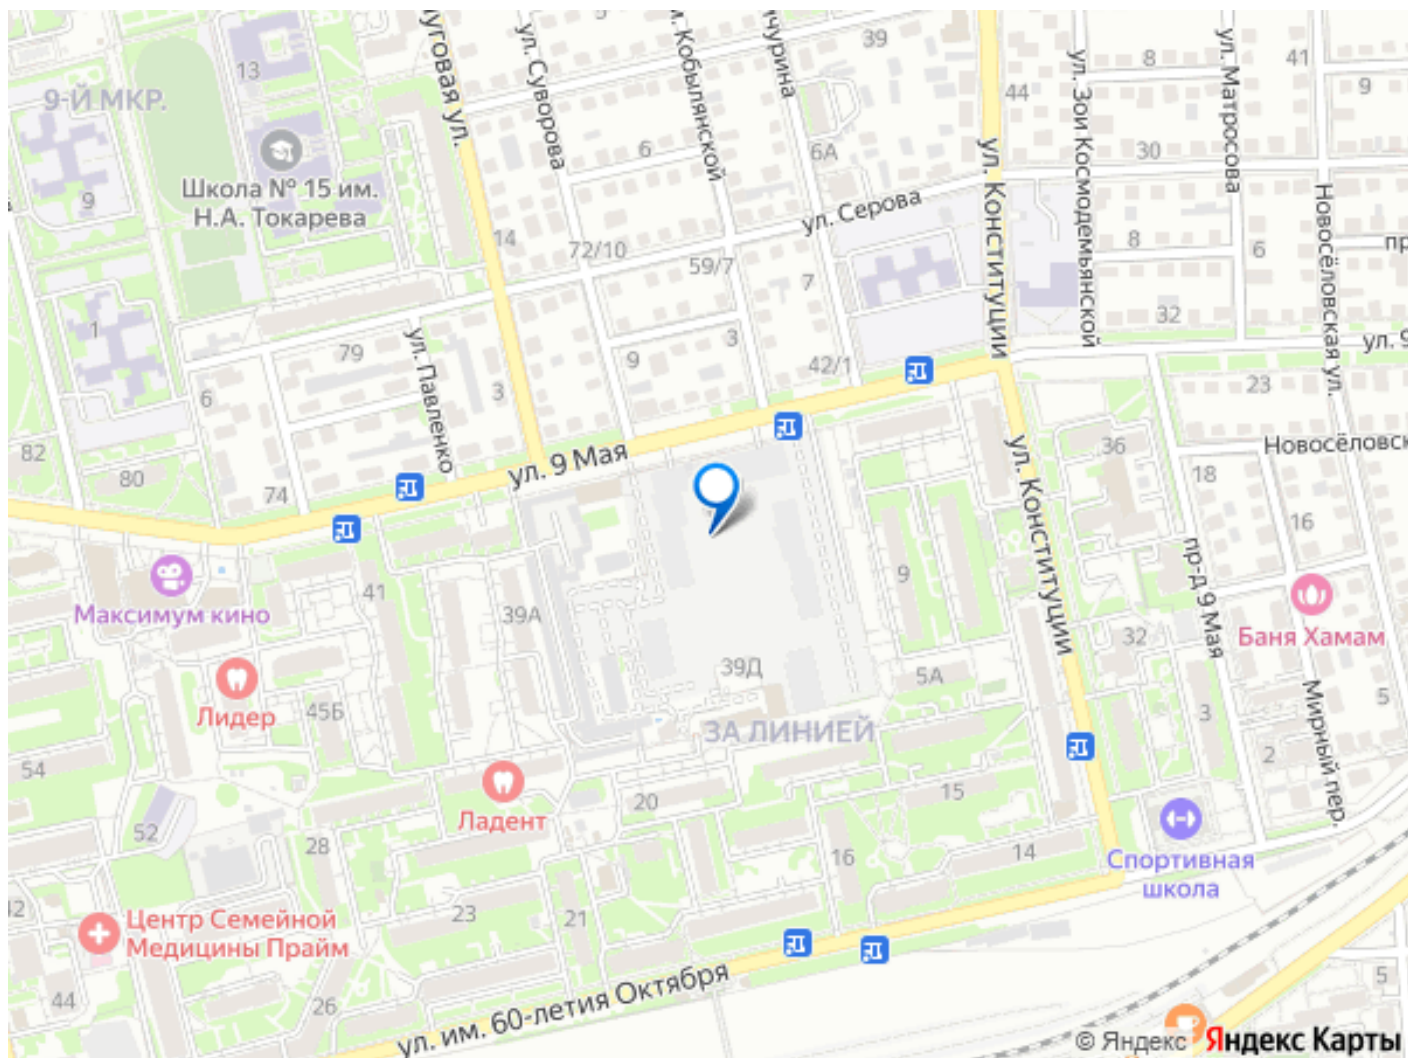 5
39
41
ул. Суворова
м. Кобылянской
ичурина
ул. Матросова
8
9
13
уговая ул.
44
ул. Зои Космодемьянской
9-Й МКР.
ул. Конституции
Школа № 15 им.
Н.А. Токарева
6
6А
30
9
Новосёловская ул.
ул. Серова
14
72/10
59/7
7
8
6
пр
1
ул. Павленко
79
9
3
42/1
32
ул. 9
6
3
23
82
80
74
ул. 9 Мая
ул. Конституции
36
18
Новосёловск
16
пр-д 9 Мая
Максимум кино
41
39А
9
Баня Хамам
32
39Д
5А
Лидер
45Б
ЗА ЛИНИЕЙ
3
Мирный пер.
5
2
54
20
15
Ладент
52
28
16
14
Спортивная
школа
42
Центр Семейной
Медицины Прайм
23
21
44
26
ул. им. 60-летия Октября
5
© Яндекс Яндекс Карты